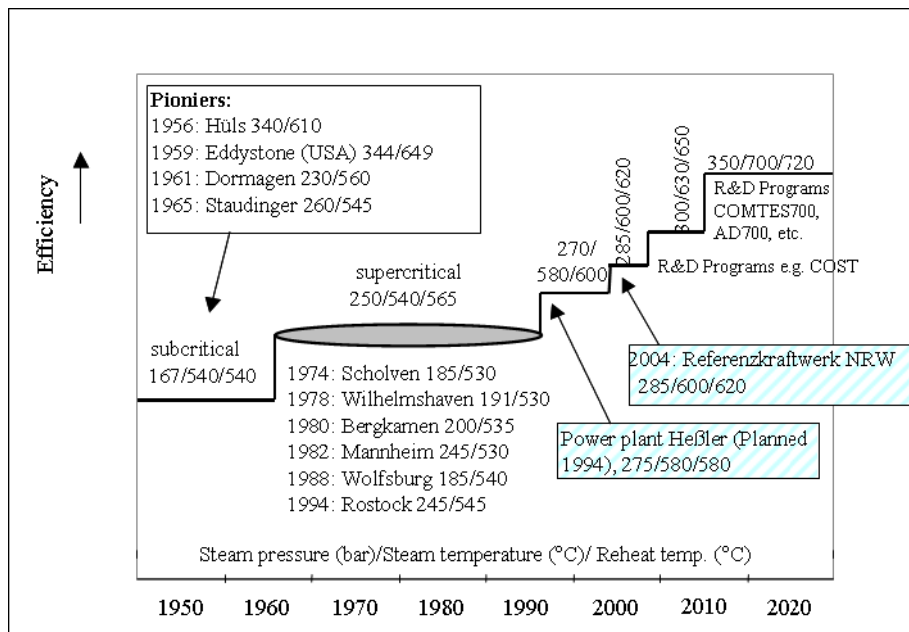 Pioniers:
1956: Hüls 340/610
1959: Eddystone (USA) 344/649
1961: Dormagen 230/560
1965: Staudinger 260/545
Efficiency
subcritical
167/540/540
supercritical
250/540/565
270/
580/600
285/600/620
300/630/650
350/700/720
R&D Programs
COMTES700,
AD700, etc.
R&D Programs e.g. COST
2004: Referenzkraftwerk NRW
285/600/620
Power plant Heßler (Planned
1994), 275/580/580
1974: Scholven 185/530
1978: Wilhelmshaven 191/530
1980: Bergkamen 200/535
1982: Mannheim 245/530
1988: Wolfsburg 185/540
1994: Rostock 245/545
Steam pressure (bar)/Steam temperature (°C)/ Reheat temp. (°C)
1950 1960 1970 1980 1990 2000 2010 2020